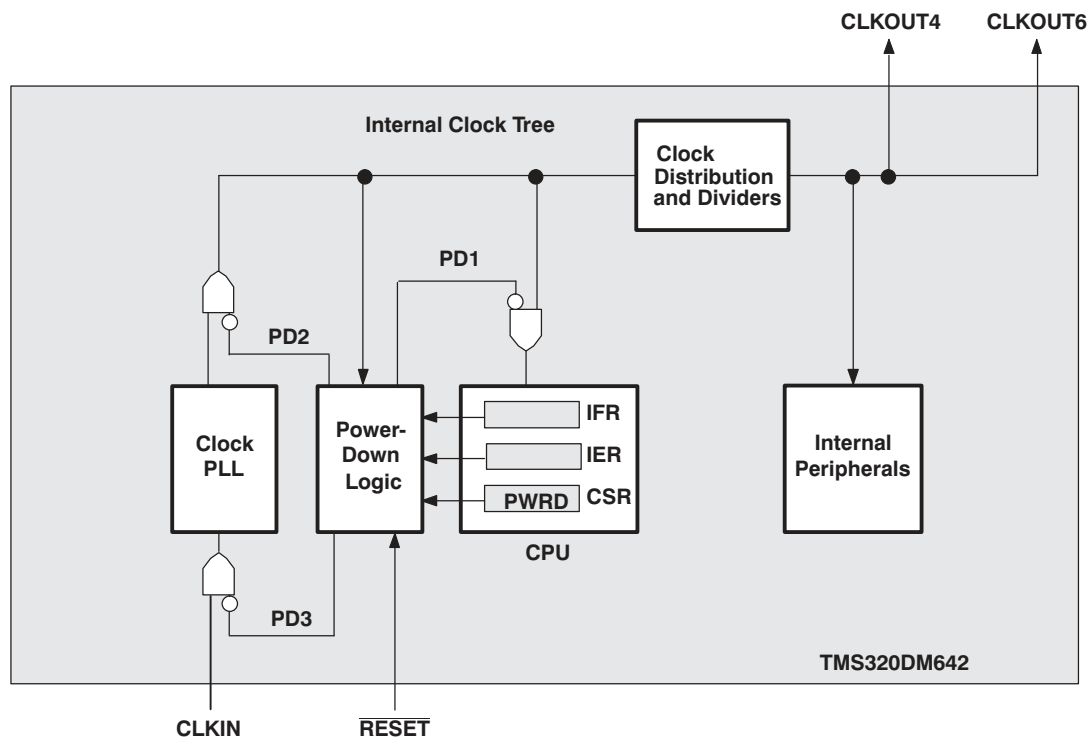 CLKOUT4 CLKOUT6
Internal Clock Tree
Clock
Distribution
and Dividers
PD1
PD2
Clock
PLL
Power-
Down
Logic
IFR
IER
PWRD CSR
CPU
Internal
Peripherals
PD3
TMS320DM642
CLKIN
RESET